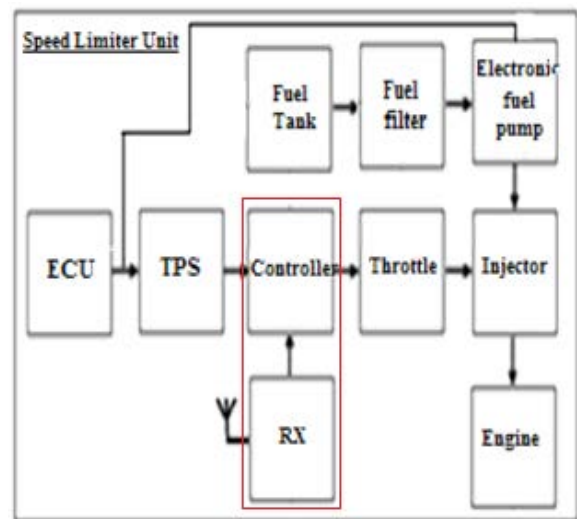 Speed Limiter Unit
Fuel
Tank
Fuel
filter
Electronic
fuel
pump
ECU
TPS
Controller
Throttle
Injector
RX
Engine